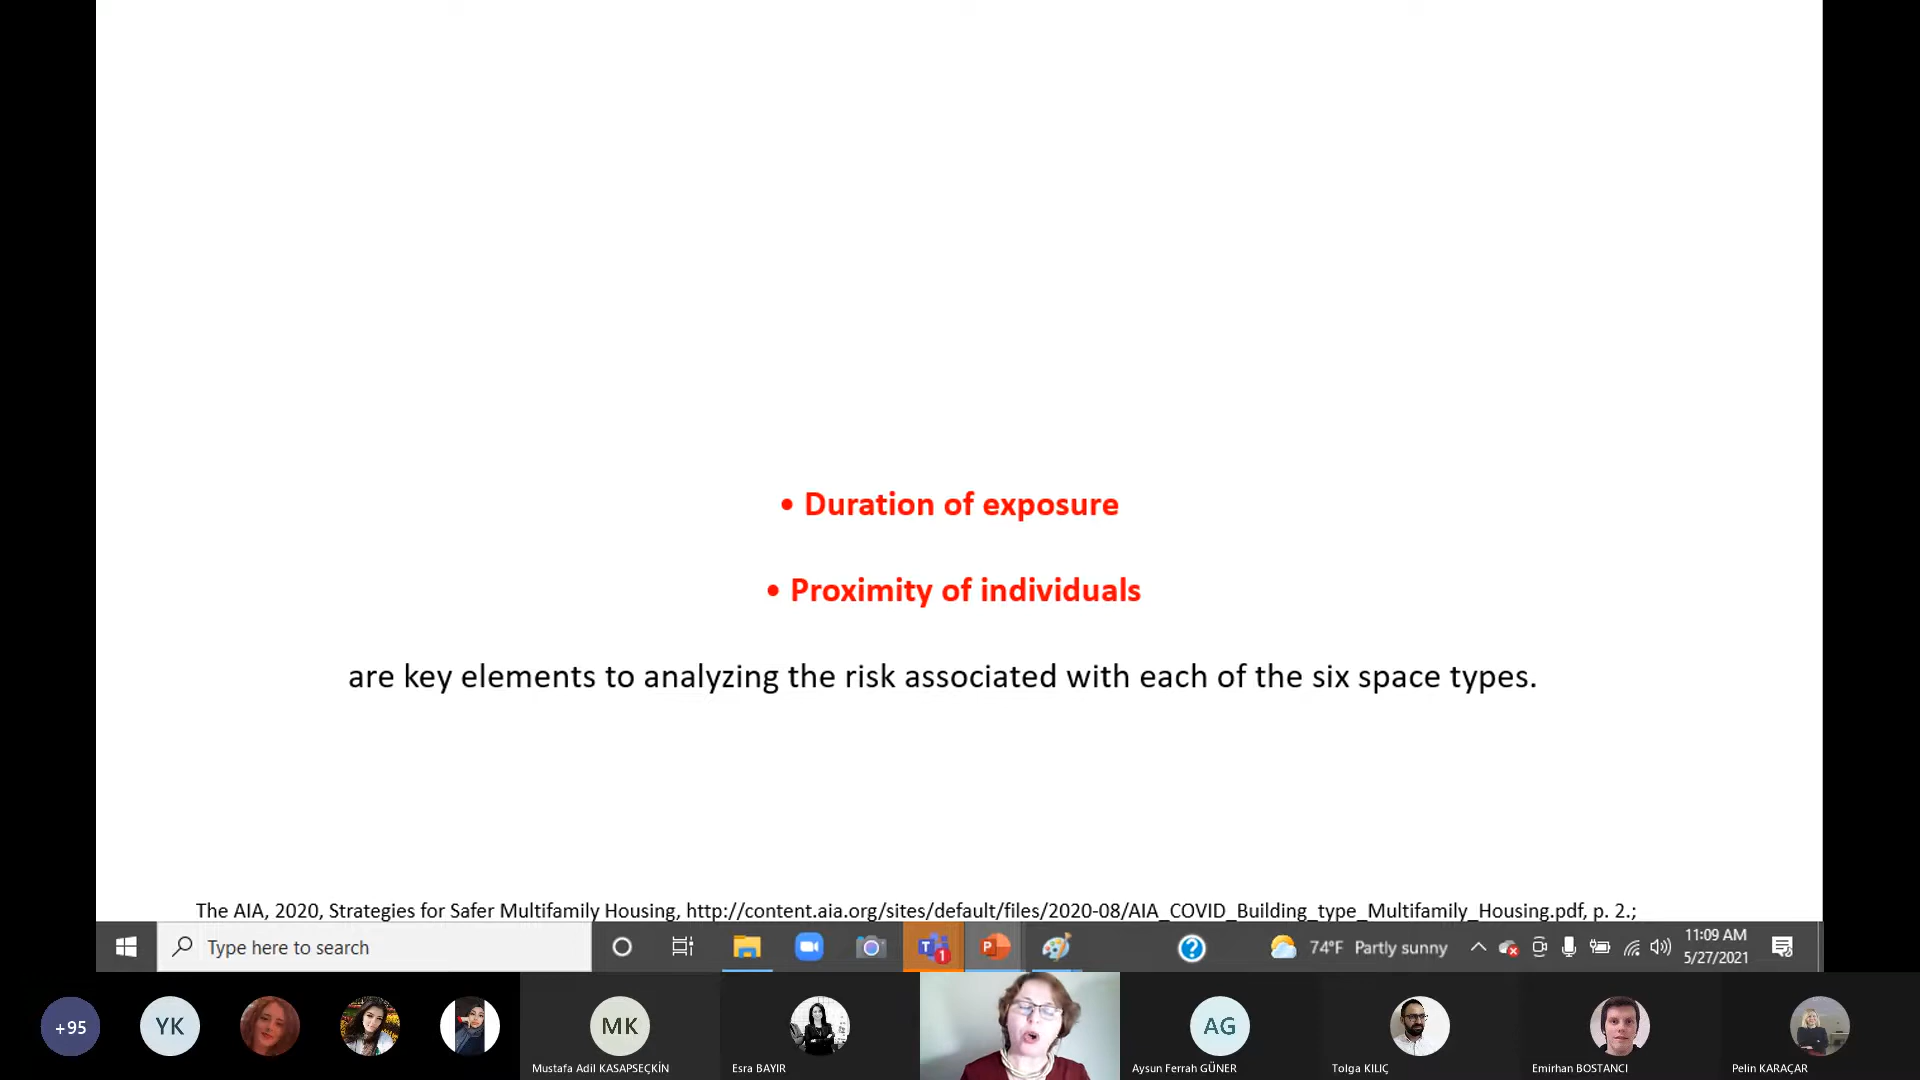 • Duration of exposure
• Proximity of individuals
are key elements to analyzing the risk associated with each of the six space types.
The AIA, 2020, Strategies for Safer Multifamily Housing, http://content.aia.org/sites/default/files/2020-08/AIA_COVID_Building_type_Multifamily_Housing.pdf, p. 2.;
Type here to search
T 1
P
?
74°F Partly sunny
11:09 AM
5/27/2021
+95
YK
MK
AG
Mustafa Adil KASAPSEÇKİN
Esra BAYIR
Aysun Ferrah GÜNER
Tolga KILIÇ
Emirhan BOSTANCI
Pelin KARAÇAR